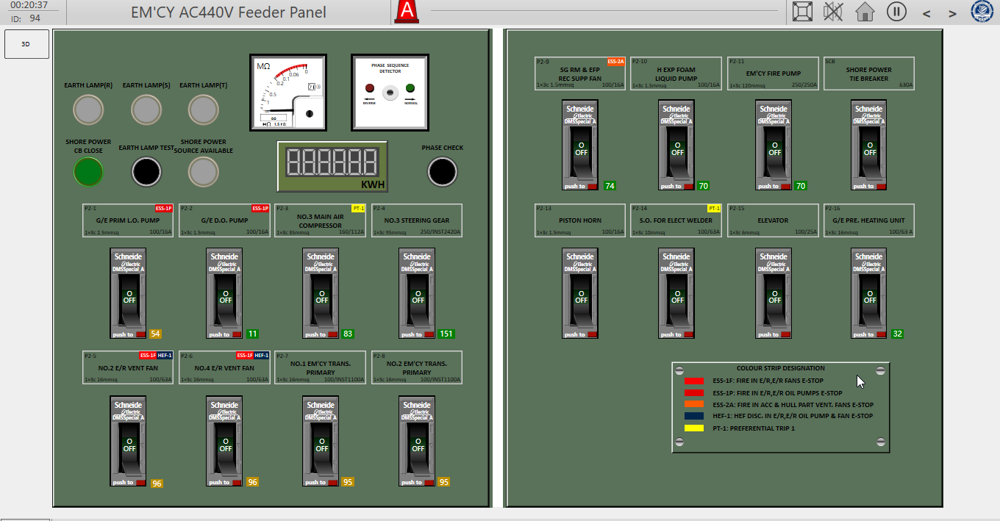 00:20:37
ID: 94
EM'CY AC440V Feeder Panel
A
< >
3D
EARTH LAMP(R) EARTH LAMP(S) EARTH LAMP(T)
MΩ
0
0.06
0.1
0.2
0.5
∞
MΩ 1.5
PHASE SEQUENCE
DETECTOR
REVERSE NORMAL
SHORE POWER
CB CLOSE
EARTH LAMP TEST
SHORE POWER
SOURCE AVAILABLE
KWH
PHASE CHECK
P2-1 ESS-1P
G/E PRIM L.O. PUMP
1×3c 2.5mmsq 100/16A
P2-2 ESS-1P
G/E D.O. PUMP
1×3c 1.5mmsq 100/16A
P2-3 PT-1
NO.3 MAIN AIR
COMPRESSOR
1×3c 35mmsq 160/112A
P2-4
NO.3 STEERING GEAR
1×3c 95mmsq 250/INST2420A
Schneide
Electric
DMSSpecial_A
O
OFF
push to
54
Schneide
Electric
DMSSpecial_A
O
OFF
push to
11
Schneide
Electric
DMSSpecial_A
O
OFF
push to
83
Schneide
Electric
DMSSpecial_A
O
OFF
push to
151
P2-5 ESS-1F HEF-1
NO.2 E/R VENT FAN
1×3c 16mmsq 100/63A
P2-6 ESS-1F HEF-1
NO.4 E/R VENT FAN
1×3c 16mmsq 100/63A
P2-7
NO.1 EM'CY TRANS.
PRIMARY
1×3c 16mmsq 100/INST1100A
P2-8
NO.2 EM'CY TRANS.
PRIMARY
1×3c 16mmsq 100/INST1100A
Schneide
Electric
DMSSpecial_A
O
OFF
push to
96
Schneide
Electric
DMSSpecial_A
O
OFF
push to
96
Schneide
Electric
DMSSpecial_A
O
OFF
push to
95
Schneide
Electric
DMSSpecial_A
O
OFF
push to
95
P2-9 ESS-2A
SG RM & EFP
REC SUPP FAN
1×3c 1.5mmsq 100/16A
P2-10
H EXP FOAM
LIQUID PUMP
1×3c 1.5mmsq 100/16A
P2-11
EM'CY FIRE PUMP
1×3c 120mmsq 250/250A
SCB
SHORE POWER
TIE BREAKER
630A
Schneide
Electric
DMSSpecial_A
O
OFF
push to
74
Schneide
Electric
DMSSpecial_A
O
OFF
push to
70
Schneide
Electric
DMSSpecial_A
O
OFF
push to
70
Schneide
Electric
DMSSpecial_A
O
OFF
push to
P2-13
PISTON HORN
1×3c 1.5mmsq 100/16A
P2-14 PT-1
S.O. FOR ELECT WELDER
1×3c 10mmsq 100/63A
P2-15
ELEVATOR
1×3c 6mmsq 100/25A
P2-16
G/E PRE. HEATING UNIT
1×3c 16mmsq 100/63 A
Schneide
Electric
DMSSpecial_A
O
OFF
push to
Schneide
Electric
DMSSpecial_A
O
OFF
push to
Schneide
Electric
DMSSpecial_A
O
OFF
push to
Schneide
Electric
DMSSpecial_A
O
OFF
push to
32
COLOUR STRIP DESIGNATION
ESS-1F: FIRE IN E/R,E/R FANS E-STOP
ESS-1P: FIRE IN E/R,E/R OIL PUMPS E-STOP
ESS-2A: FIRE IN ACC & HULL PART VENT. FANS E-STOP
HEF-1: HEF DISC. IN E/R,E/R OIL PUMP & FAN E-STOP
PT-1: PREFERENTIAL TRIP 1